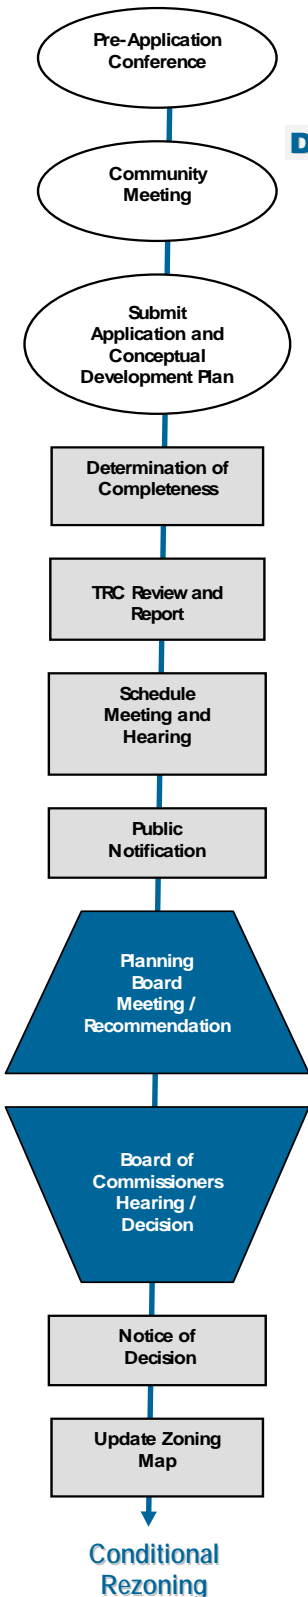 Pre-Application
Conference
D
Community
Meeting
Submit
Application and
Conceptual
Development Plan
Determination of
Completeness
TRC Review and
Report
Schedule
Meeting and
Hearing
Public
Notification
Planning
Board
Meeting /
Recommendation
Board of
Commissioners
Hearing /
Decision
Notice of
Decision
Update Zoning
Map
Conditional
Rezoning